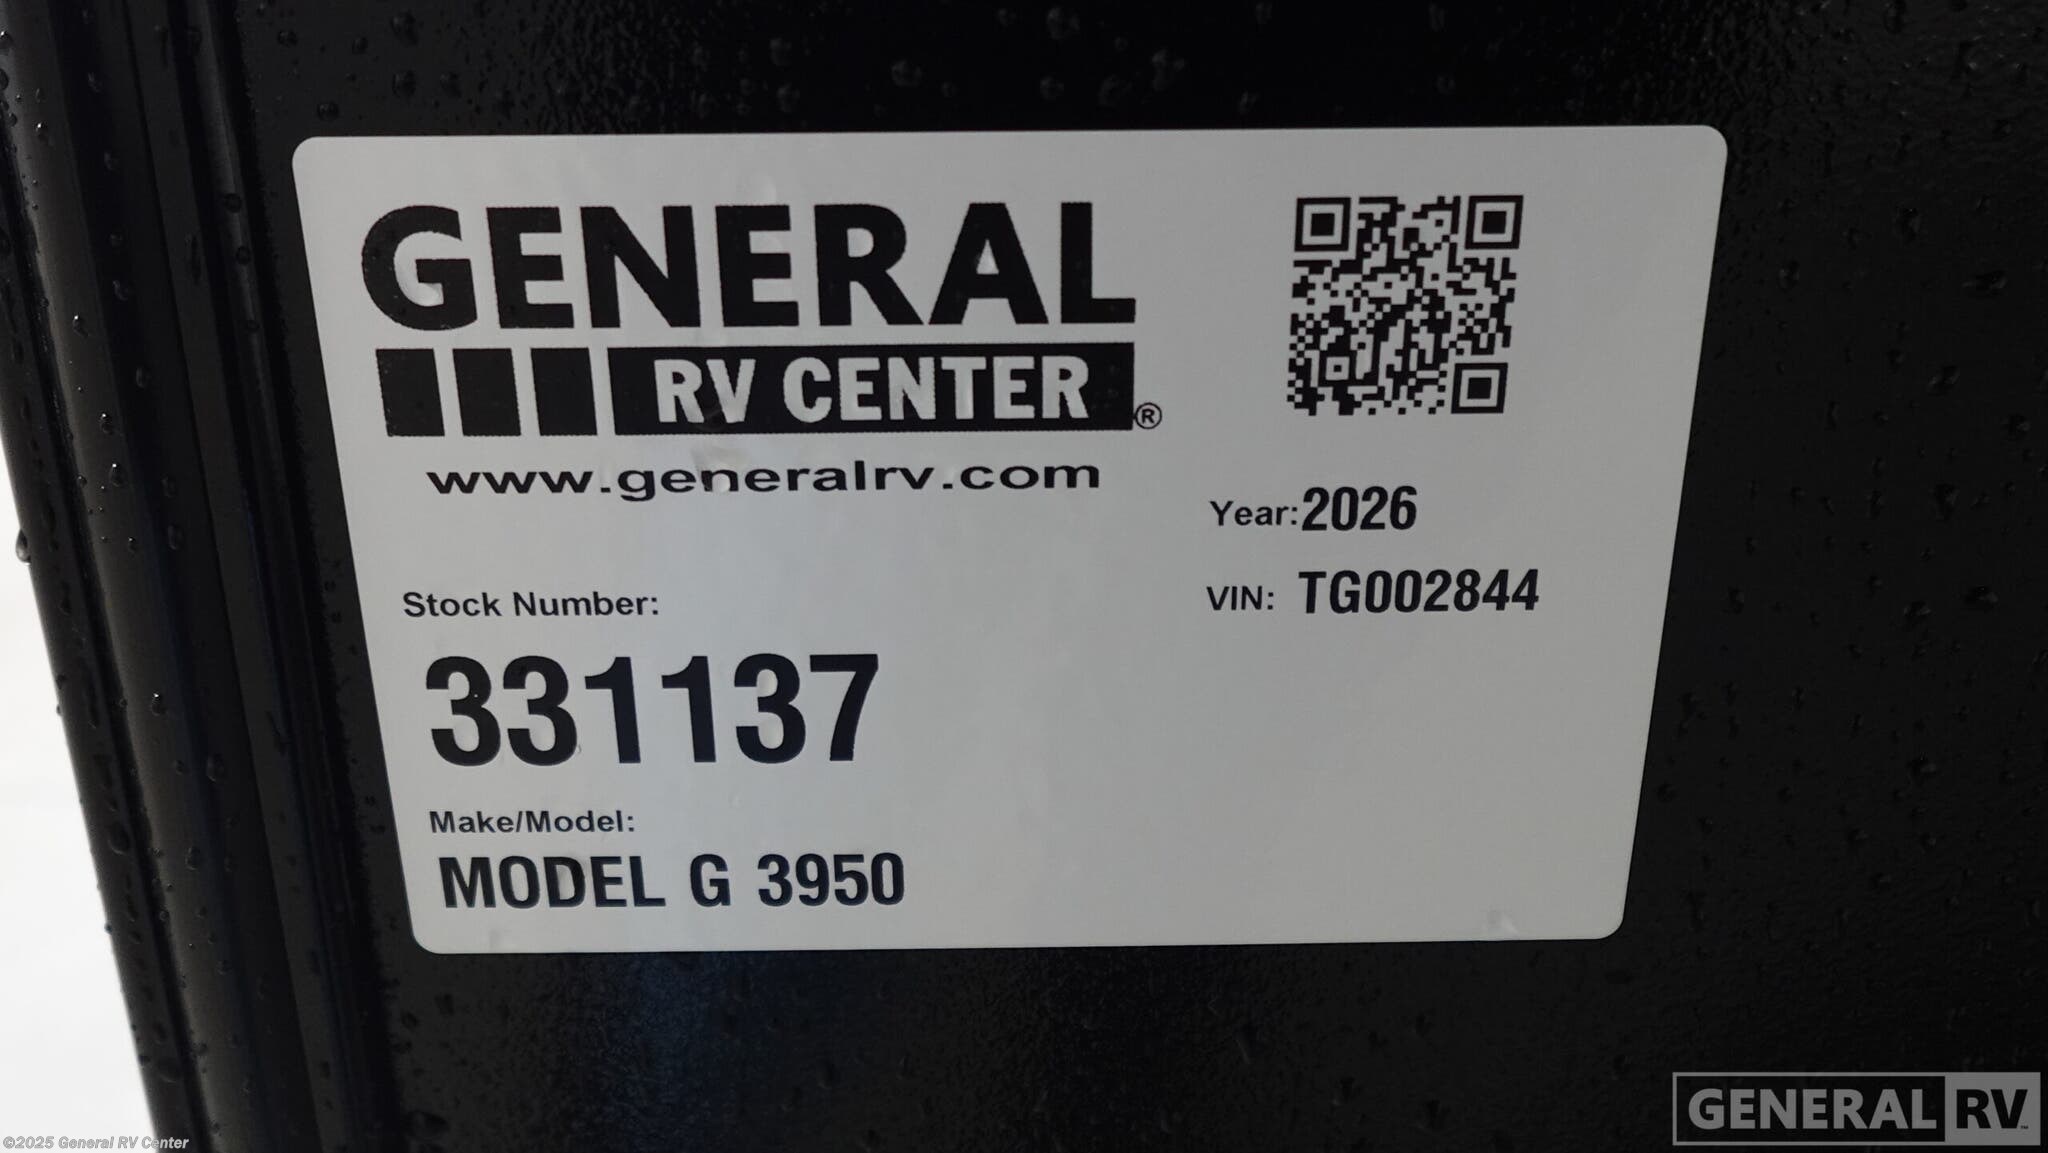 GENERAL
RV CENTER®
www.generalrv.com
Year: 2026
VIN: TG002844
Stock Number:
331137
Make/Model:
MODEL G 3950
GENERAL RV™
©2025 General RV Center